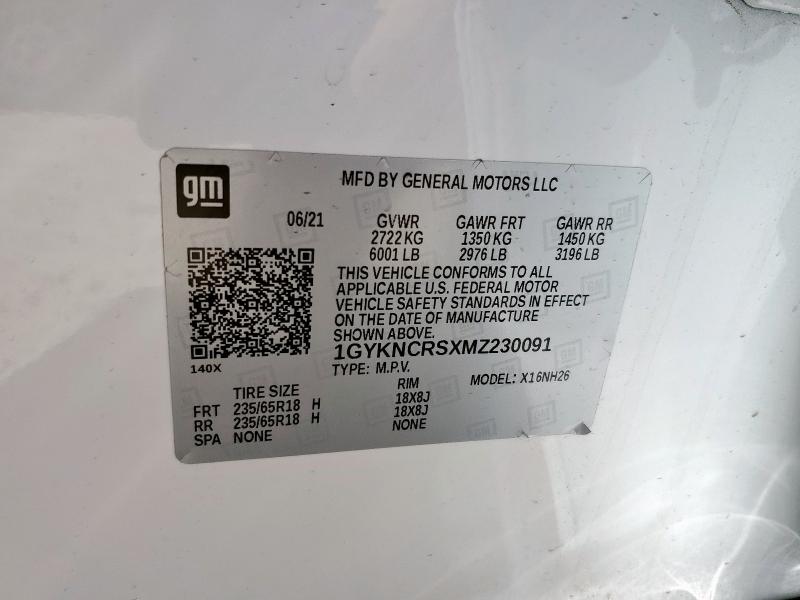 gm
MFD BY GENERAL MOTORS LLC
06/21 GVWR GAWR FRT GAWR RR
2722 KG 1350 KG 1450 KG
6001 LB 2976 LB 3196 LB
THIS VEHICLE CONFORMS TO ALL
APPLICABLE U.S. FEDERAL MOTOR
VEHICLE SAFETY STANDARDS IN EFFECT
ON THE DATE OF MANUFACTURE
SHOWN ABOVE.
1GYKNCRSXMZ230091
140X
TYPE: M.P.V. MODEL: X16NH26
TIRE SIZE RIM
FRT 235/65R18 H 18X8J
RR 235/65R18 H 18X8J
SPA NONE NONE